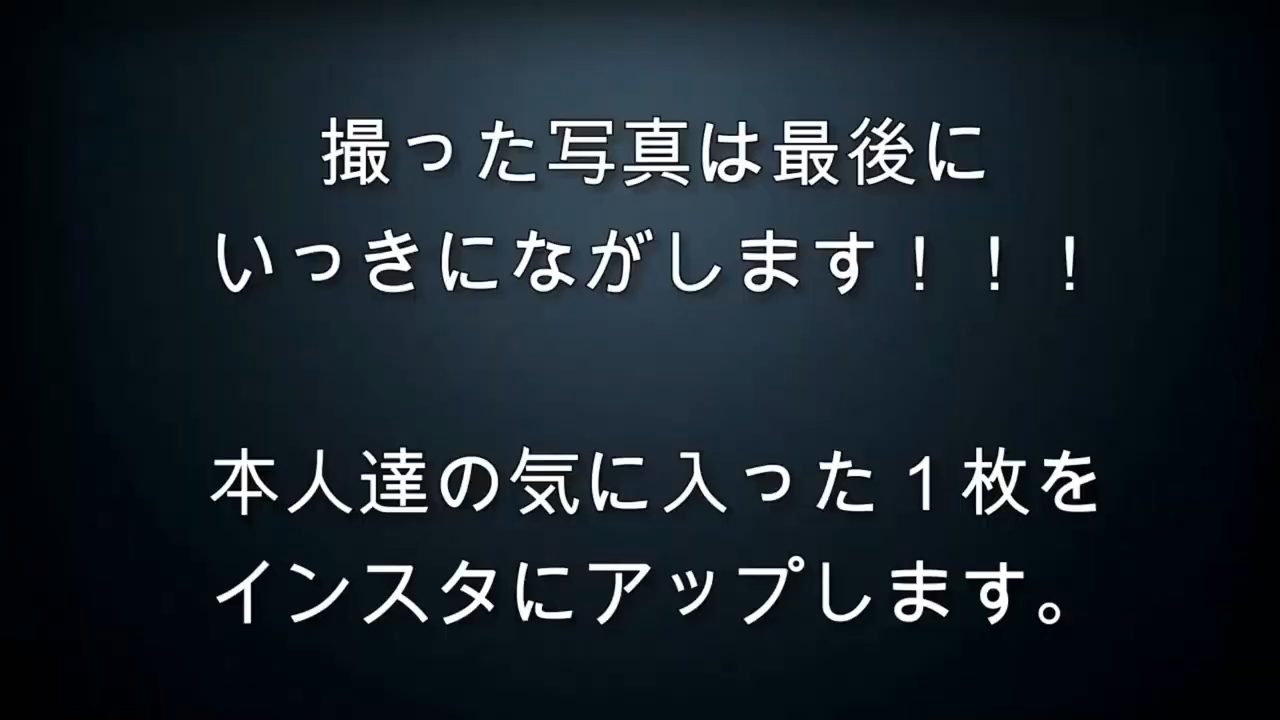 撮った写真は最後に
いっきにながします！！！
本人達の気に入った１枚を
インスタにアップします。